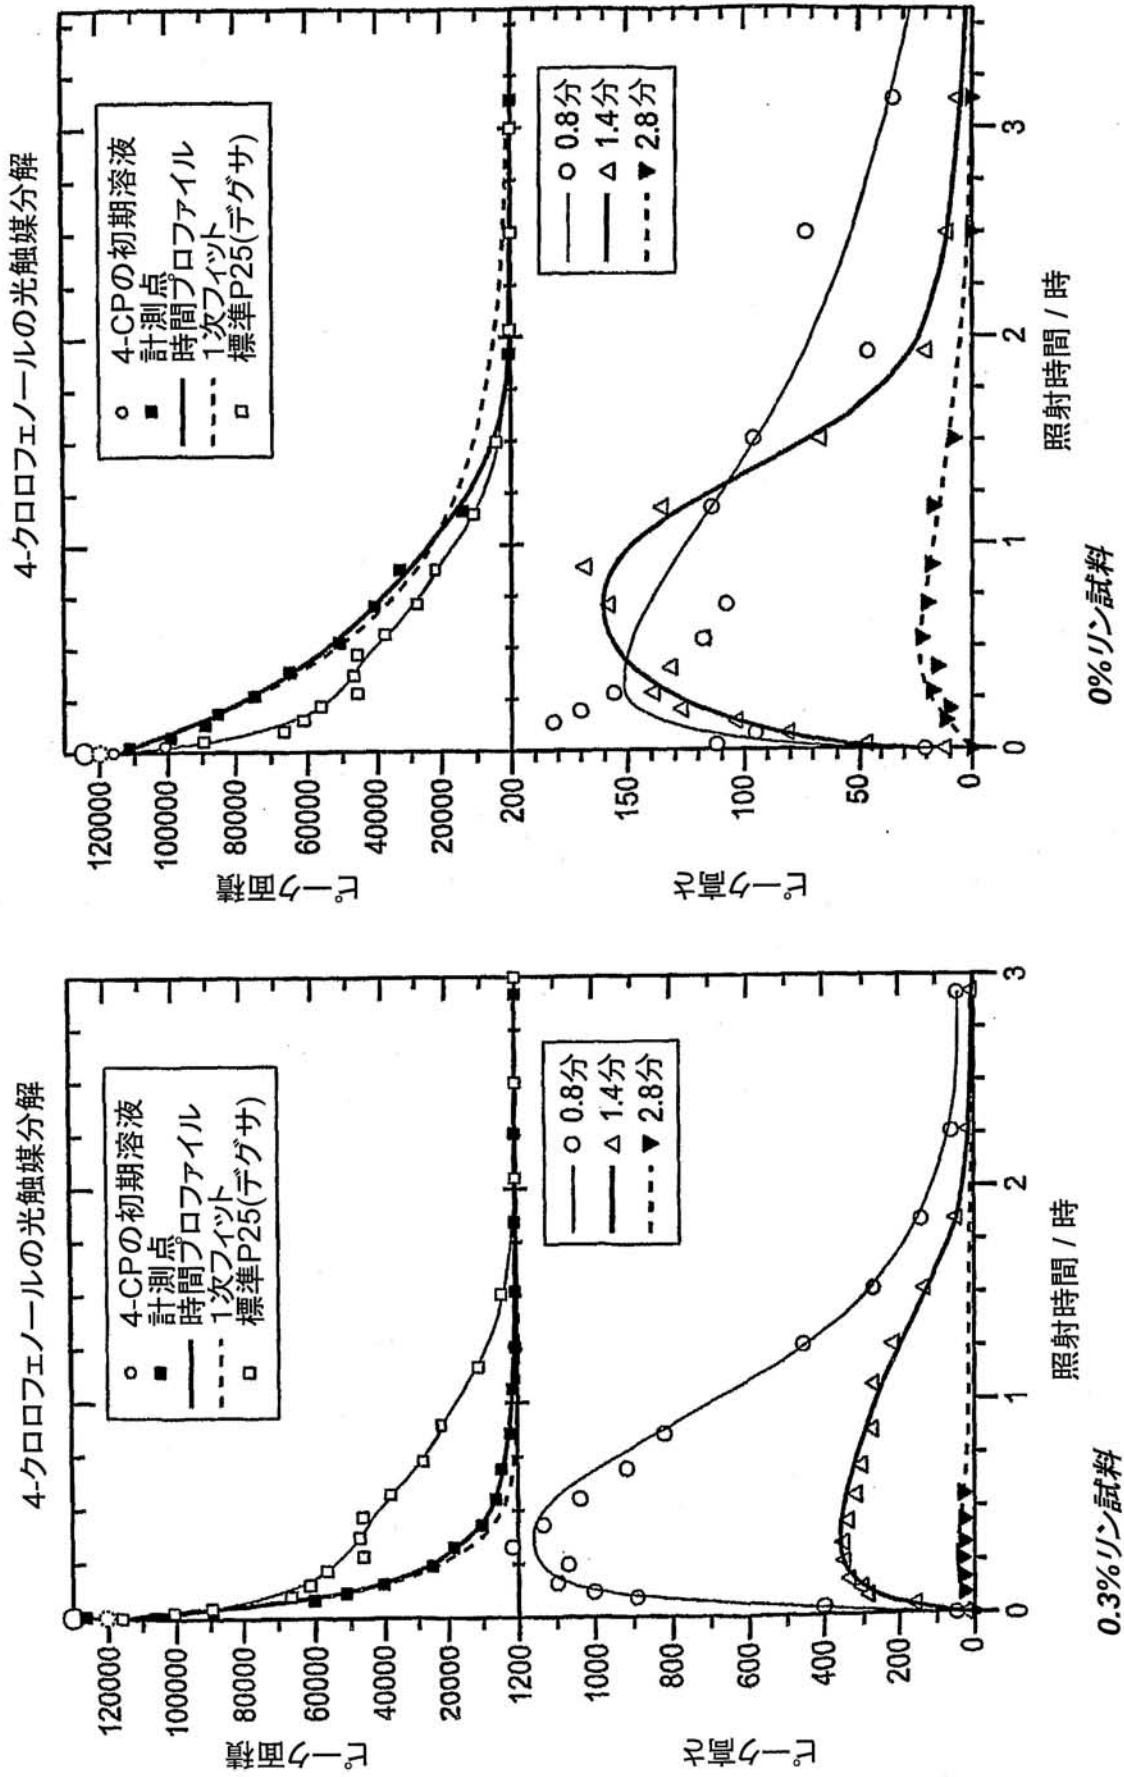 4-クロロフェノールの光触媒分解
ピーク面積
120000
100000
80000
60000
40000
20000
1200
4-CPの初期溶液
計測点
時間プロファイル
1次フィット
標準P25(デグサ)
ピーク高さ
1000
800
600
400
200
0
0.8分
1.4分
2.8分
0
1
2
3
照射時間 / 時
0.3%リン試料
4-クロロフェノールの光触媒分解
ピーク面積
120000
100000
80000
60000
40000
20000
200
4-CPの初期溶液
計測点
時間プロファイル
1次フィット
標準P25(デグサ)
ピーク高さ
150
100
50
0
0.8分
1.4分
2.8分
0
1
2
3
照射時間 / 時
0%リン試料